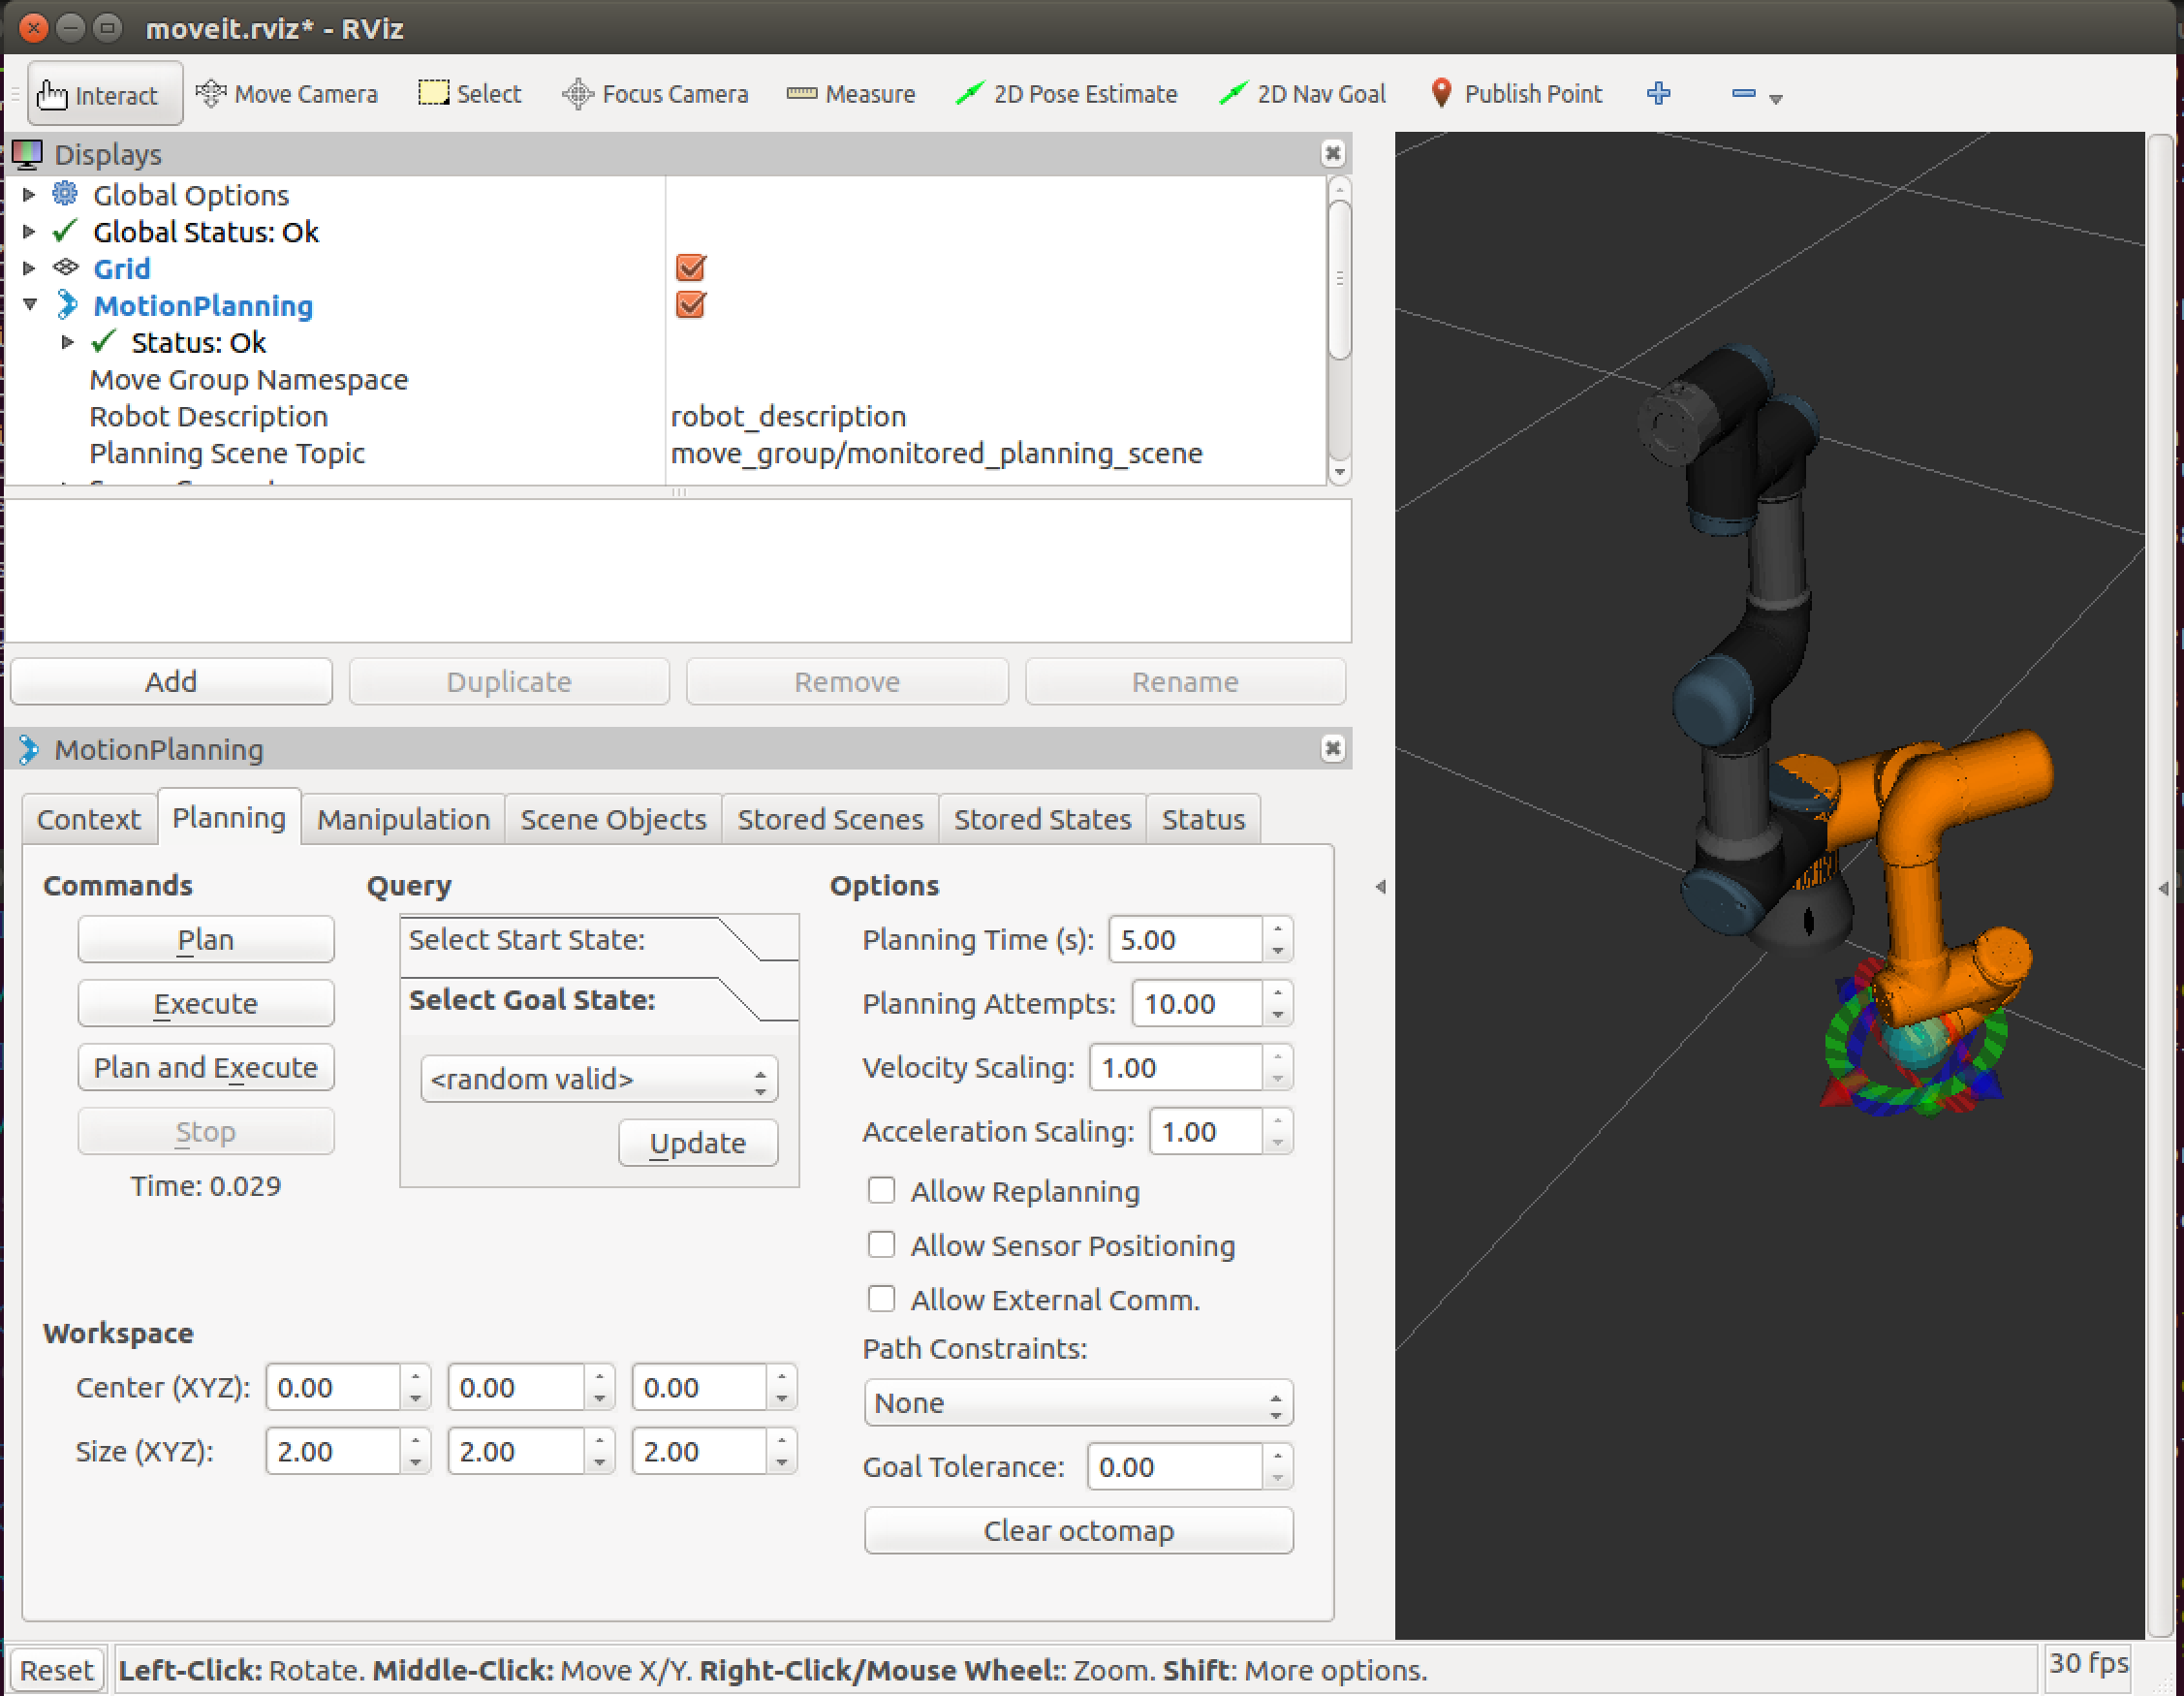 moveit.rviz* - RViz
Interact Move Camera Select Focus Camera Measure 2D Pose Estimate 2D Nav Goal Publish Point
Displays
Global Options
Global Status: Ok
Grid
MotionPlanning
Status: Ok
Move Group Namespace
Robot Description robot_description
Planning Scene Topic move_group/monitored_planning_scene
Add Duplicate Remove Rename
MotionPlanning
Context Planning Manipulation Scene Objects Stored Scenes Stored States Status
Commands Query Options
Plan Select Start State: Planning Time (s): 5.00
Execute Select Goal State: Planning Attempts: 10.00
Plan and Execute <random valid> Velocity Scaling: 1.00
Stop Update Acceleration Scaling: 1.00
Time: 0.029 Allow Replanning
Allow Sensor Positioning
Allow External Comm.
Workspace Path Constraints:
Center (XYZ): 0.00 0.00 0.00 None
Size (XYZ): 2.00 2.00 2.00 Goal Tolerance: 0.00
Clear octomap
Reset Left-Click: Rotate. Middle-Click: Move X/Y. Right-Click/Mouse Wheel:: Zoom. Shift: More options. 30 fps